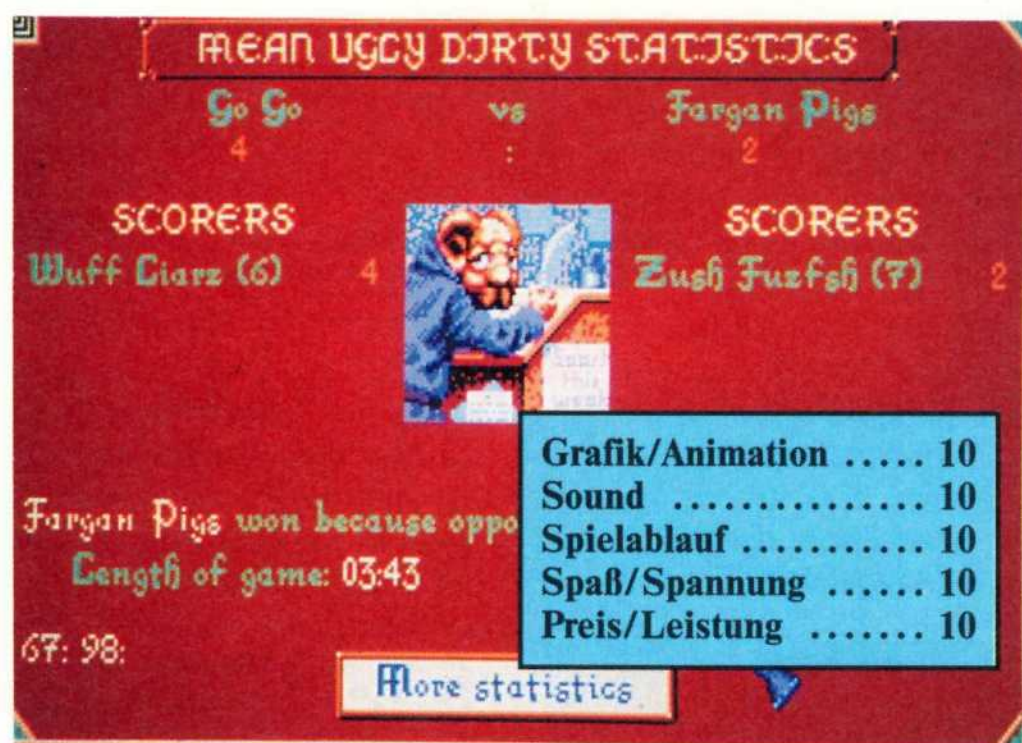 MEAN UGLY DIRTY STATISTICS
Go Go vs Fargan Pigs
4 : 2
SCORERS SCORERS
Wuff Liarz (6) 4 Zush Fuzfsh (7) 2
Fargan Pigs won because oppo
Length of game: 03:43
67: 98:
More statistics
Grafik/Animation ..... 10
Sound .............. 10
Spielablauf ........... 10
Spaß/Spannung ...... 10
Preis/Leistung ....... 10